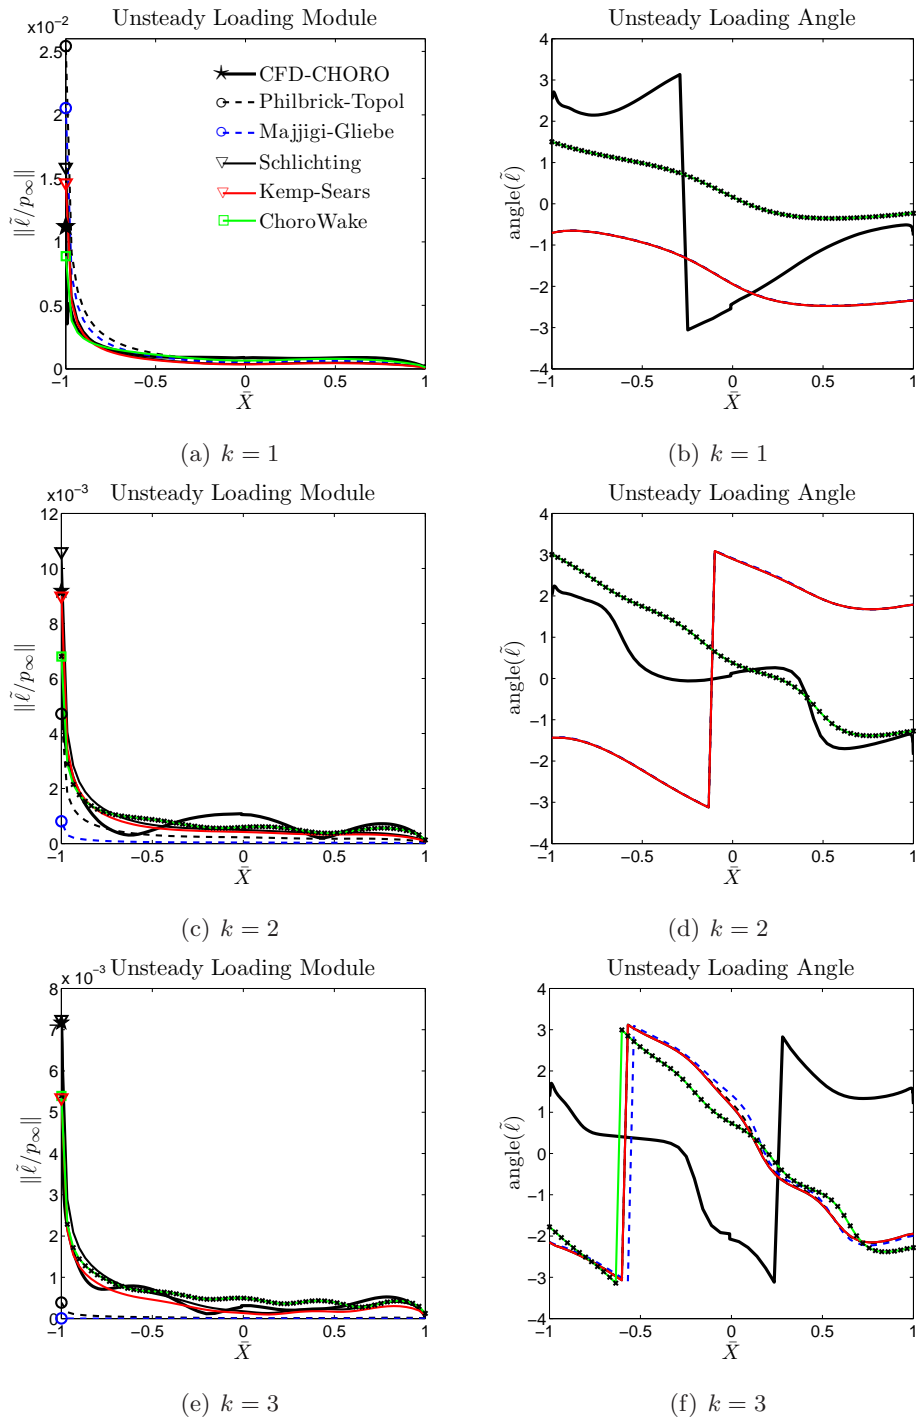 Unsteady Loading Module
x10⁻²
2.5
2
1.5
1
0.5
0
−1
−0.5
0
0.5
1
‖ℓ̃/p∞‖
X̄
CFD-CHORO
Philbrick-Topol
Majjigi-Gliebe
Schlichting
Kemp-Sears
ChoroWake
(a) k = 1
Unsteady Loading Angle
4
3
2
1
0
−1
−2
−3
−4
−1
−0.5
0
0.5
1
angle(ℓ̃)
X̄
(b) k = 1
Unsteady Loading Module
x10⁻³
12
10
8
6
4
2
0
−1
−0.5
0
0.5
1
‖ℓ̃/p∞‖
X̄
(c) k = 2
Unsteady Loading Angle
4
3
2
1
0
−1
−2
−3
−4
−1
−0.5
0
0.5
1
angle(ℓ̃)
X̄
(d) k = 2
Unsteady Loading Module
x 10⁻³
8
7
6
5
4
3
2
1
0
−1
−0.5
0
0.5
1
‖ℓ̃/p∞‖
X̄
(e) k = 3
Unsteady Loading Angle
4
3
2
1
0
−1
−2
−3
−4
−1
−0.5
0
0.5
1
angle(ℓ̃)
X̄
(f) k = 3